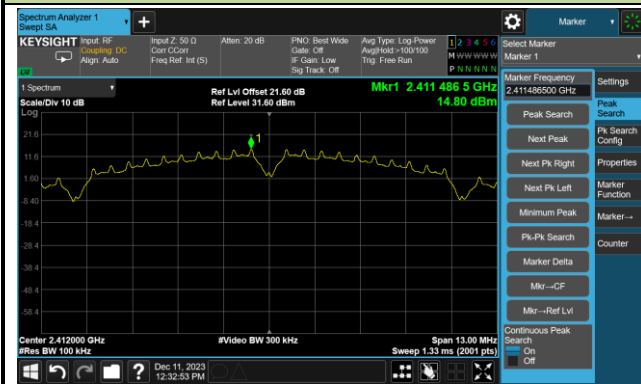 Spectrum Analyzer 1
Swept SA
+
Marker
KEYSIGHT
Input: RF
Coupling: DC
Align: Auto
Input Z: 50 Ω
Corr CCorr
Freq Ref: Int (S)
Atten: 20 dB
PNO: Best Wide
Gate: Off
IF Gain: Low
Sig Track: Off
Avg Type: Log-Power
Avg|Hold:>100/100
Trig: Free Run
1 2 3 4 5 6
M W W W W W
P N N N N N
Select Marker
Marker 1
1 Spectrum
Scale/Div 10 dB
Log
Ref Lvl Offset 21.60 dB
Ref Level 31.60 dBm
Mkr1 2.411 486 5 GHz
14.80 dBm
21.6
11.6
1.60
-8.40
-18.4
-28.4
-38.4
-48.4
-58.4
1
Center 2.412000 GHz
#Res BW 100 kHz
#Video BW 300 kHz
Span 13.00 MHz
Sweep 1.33 ms (2001 pts)
Marker Frequency
2.411486500 GHz
Peak Search
Next Peak
Next Pk Right
Next Pk Left
Minimum Peak
Pk-Pk Search
Marker Delta
Mkr→CF
Mkr→Ref Lvl
Continuous Peak
Search
On
Off
Settings
Peak
Search
Pk Search
Config
Properties
Marker
Function
Marker→
Counter
?
Dec 11, 2023
12:32:53 PM